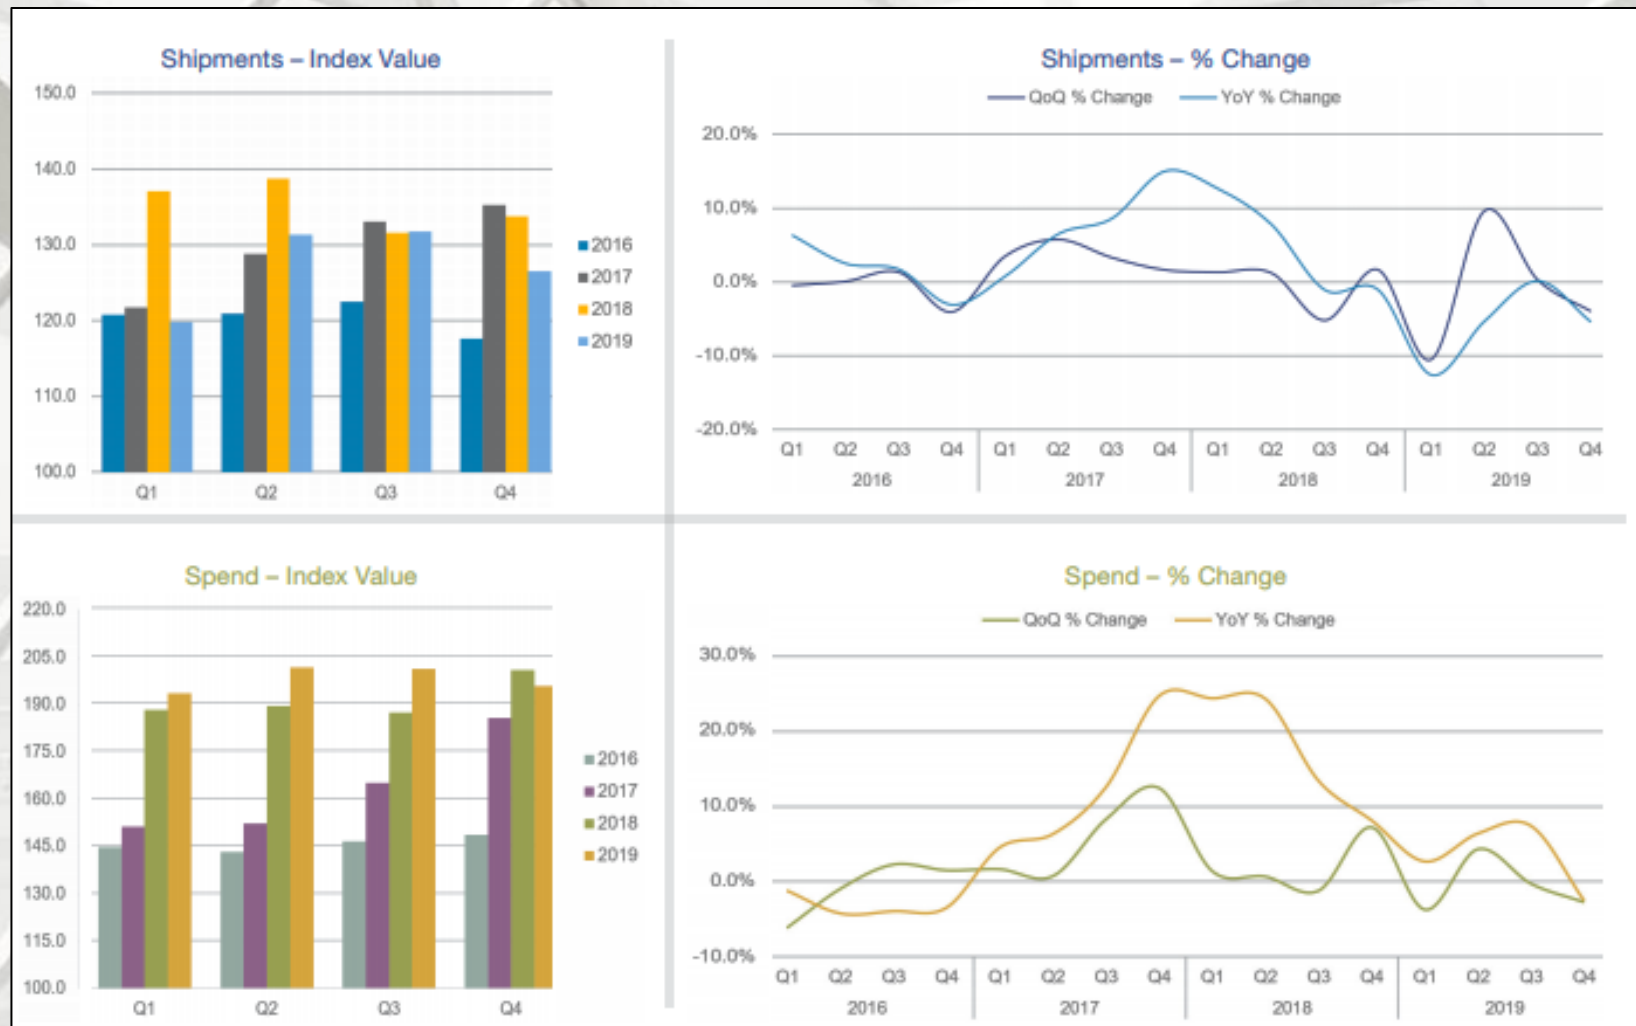 Shipments – Index Value
150.0
140.0
130.0
120.0
110.0
100.0
Q1 Q2 Q3 Q4
2016
2017
2018
2019
Shipments – % Change
QoQ % Change YoY % Change
20.0%
10.0%
0.0%
-10.0%
-20.0%
Q1 Q2 Q3 Q4 Q1 Q2 Q3 Q4 Q1 Q2 Q3 Q4 Q1 Q2 Q3 Q4
2016 2017 2018 2019
Spend – Index Value
220.0
205.0
190.0
175.0
160.0
145.0
130.0
115.0
100.0
Q1 Q2 Q3 Q4
2016
2017
2018
2019
Spend – % Change
QoQ % Change YoY % Change
30.0%
20.0%
10.0%
0.0%
-10.0%
Q1 Q2 Q3 Q4 Q1 Q2 Q3 Q4 Q1 Q2 Q3 Q4 Q1 Q2 Q3 Q4
2016 2017 2018 2019